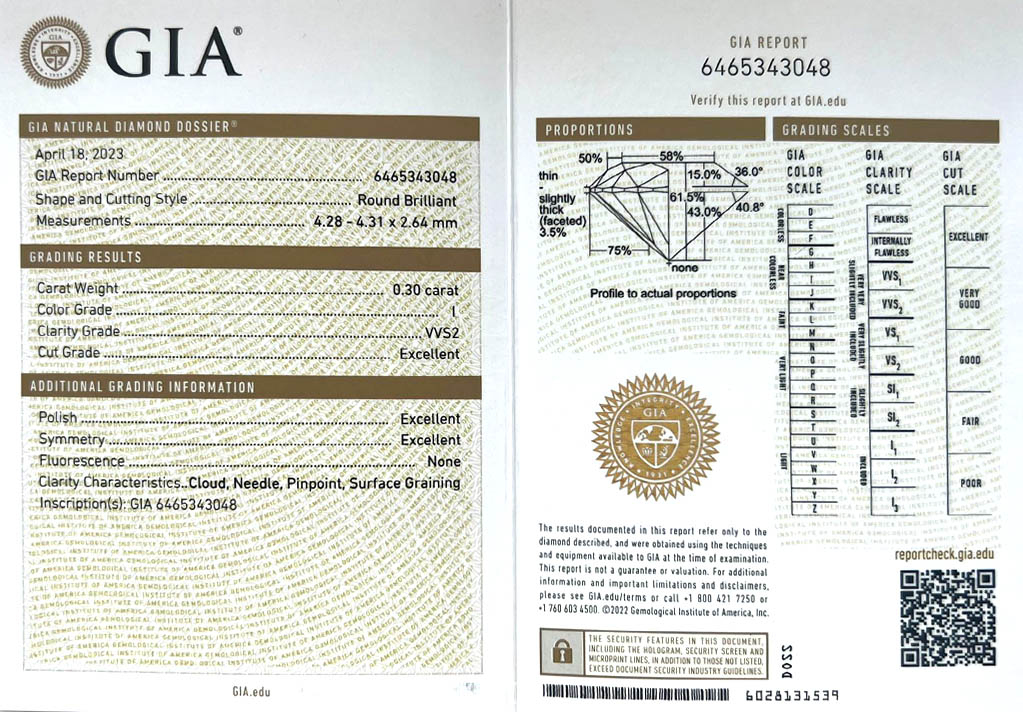 GIA®
GIA NATURAL DIAMOND DOSSIER®
April 18, 2023
GIA Report Number 6465343048
Shape and Cutting Style Round Brilliant
Measurements 4.28 - 4.31 x 2.64 mm
GRADING RESULTS
Carat Weight 0.30 carat
Color Grade I
Clarity Grade VVS2
Cut Grade Excellent
ADDITIONAL GRADING INFORMATION
Polish Excellent
Symmetry Excellent
Fluorescence None
Clarity Characteristics..Cloud, Needle, Pinpoint, Surface Graining
Inscription(s): GIA 6465343048
GIA.edu
GIA REPORT
6465343048
Verify this report at GIA.edu
PROPORTIONS
50%
58%
thin
-
slightly
thick
(faceted)
3.5%
15.0%
36.0°
61.5%
43.0%
40.8°
75%
none
Profile to actual proportions
INTEGRITY
GIA
The results documented in this report refer only to the
diamond described, and were obtained using the techniques
and equipment available to GIA at the time of examination.
This report is not a guarantee or valuation. For additional
information and important limitations and disclaimers,
please see GIA.edu/terms or call +1 800 421 7250 or
+1 760 603 4500. ©2022 Gemological Institute of America, Inc.
THE SECURITY FEATURES IN THIS DOCUMENT,
INCLUDING THE HOLOGRAM, SECURITY SCREEN AND
MICROPRINT LINES, IN ADDITION TO THOSE NOT LISTED,
EXCEED DOCUMENT SECURITY INDUSTRY GUIDELINES.
2022
6028131539
GRADING SCALES
GIA
COLOR
SCALE
COLORLESS
D
E
F
NEAR COLORLESS
G
H
I
J
FAINT
K
L
M
VERY LIGHT
N
O
P
Q
R
LIGHT
S
T
U
V
W
X
Y
Z
GIA
CLARITY
SCALE
FLAWLESS
INTERNALLY
FLAWLESS
VERY VERY
SLIGHTLY INCLUDED
VVS1
VVS2
VERY SLIGHTLY
INCLUDED
VS1
VS2
SLIGHTLY
INCLUDED
SI1
SI2
INCLUDED
I1
I2
I3
GIA
CUT
SCALE
EXCELLENT
VERY
GOOD
GOOD
FAIR
POOR
reportcheck.gia.edu